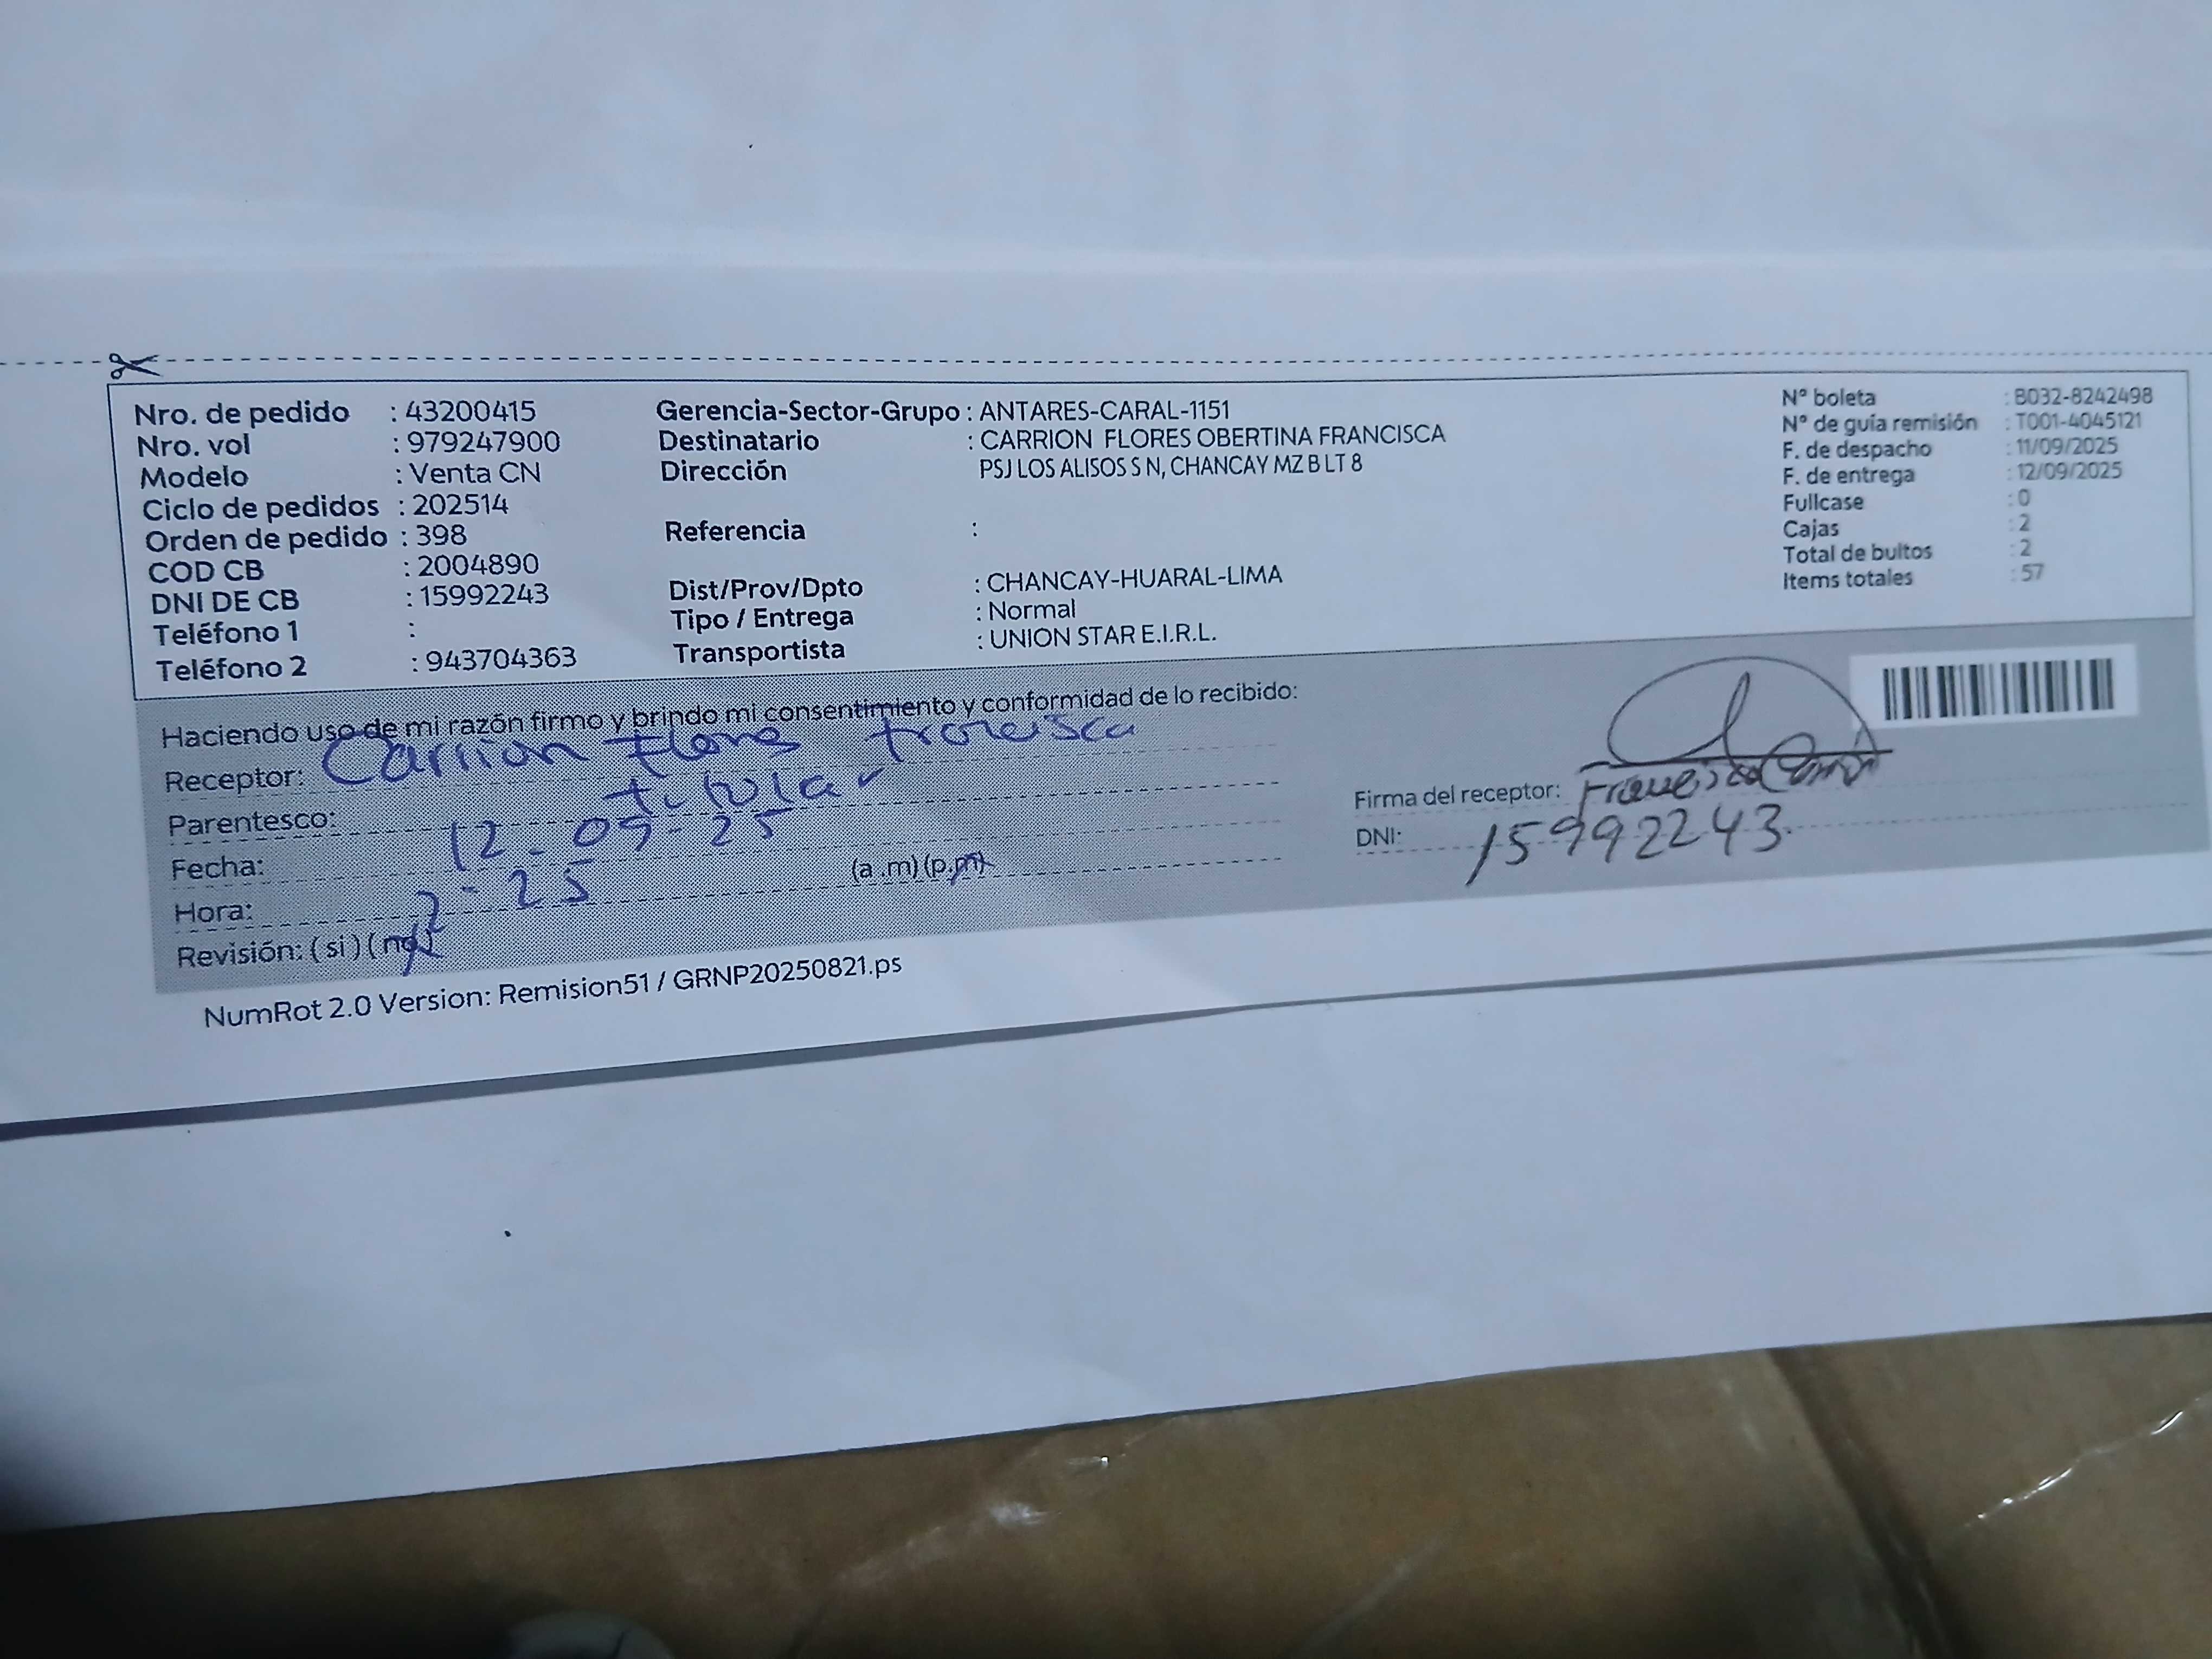 Nro. de pedido : 43200415
Nro. vol : 979247900
Modelo : Venta CN
Ciclo de pedidos : 202514
Orden de pedido : 398
COD CB : 2004890
DNI DE CB : 15992243
Teléfono 1 :
Teléfono 2 : 943704363
Gerencia-Sector-Grupo : ANTARES-CARAL-1151
Destinatario : CARRION FLORES OBERTINA FRANCISCA
Dirección PSJ LOS ALISOS S N, CHANCAY MZ B LT 8
Referencia :
Dist/Prov/Dpto : CHANCAY-HUARAL-LIMA
Tipo / Entrega : Normal
Transportista : UNION STAR E.I.R.L.
N° boleta : B032-8242498
N° de guía remisión : T001-4045121
F. de despacho : 11/09/2025
F. de entrega : 12/09/2025
Fullcase : 0
Cajas : 2
Total de bultos : 2
Items totales : 57
Haciendo uso de mi razón firmo y brindo mi consentimiento y conformidad de lo recibido:
Receptor: Carrion Flores Francisca
Parentesco: titular
Fecha: 12-09-25
Hora: 2-25 (a.m) (p.m)
Revisión: (si) (no)
Firma del receptor: Francisca Carrión
DNI: 15992243
NumRot 2.0 Version: Remision51 / GRNP20250821.ps